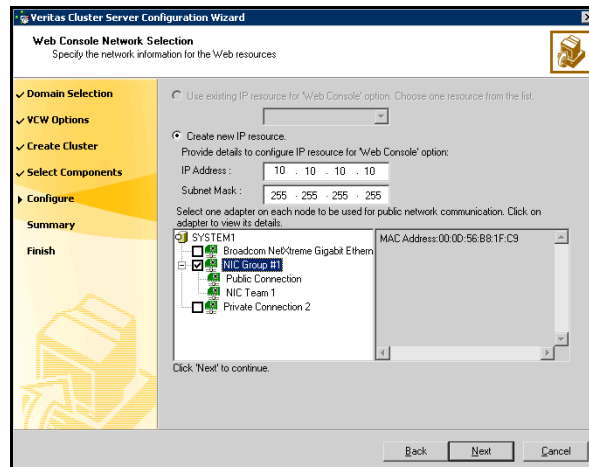 Veritas Cluster Server Configuration Wizard
Web Console Network Selection
Specify the network information for the Web resources
Domain Selection
VCW Options
Create Cluster
Select Components
Configure
Summary
Finish
Use existing IP resource for 'Web Console' option. Choose one resource from the list.
Create new IP resource.
Provide details to configure IP resource for 'Web Console' option:
IP Address : 10 . 10 . 10 . 10
Subnet Mask : 255 . 255 . 255 . 255
Select one adapter on each node to be used for public network communication. Click on
adapter to view its details.
SYSTEM1
Broadcom NetXtreme Gigabit Ethern
NIC Group #1
Public Connection
NIC Team 1
Private Connection 2
MAC Address:00:0D:56:B8:1F:C9
Click 'Next' to continue.
Back Next Cancel